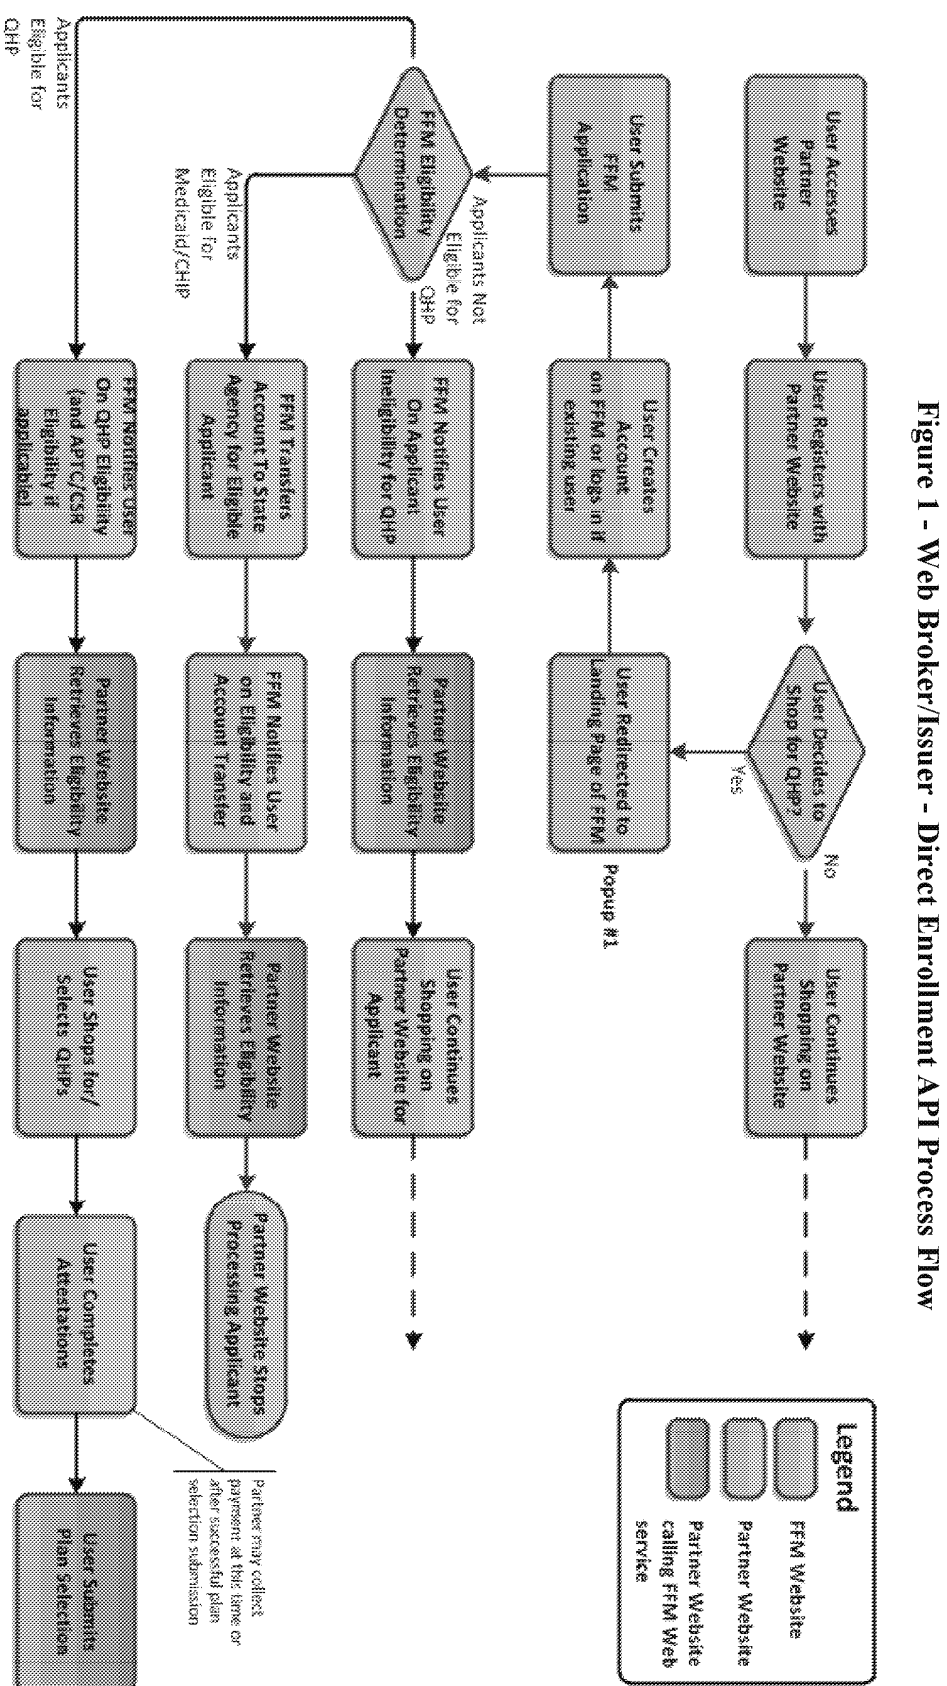 Figure 1 - Web Broker/Issuer - Direct Enrollment API Process Flow
User Accesses
Partner
Website
User Registers with
Partner Website
User Decides to
Shop for QHP?
No
Yes
User Continues
Shopping on
Partner Website
Legend
FFM Website
Partner Website
Partner Website
calling FFM Web
service
User Submits
FFM
Application
User Creates
Account
on FFM or logs in if
existing user
User Redirected to
Landing Page of FFM
Popup #1
FFM Eligibility
Determination
Applicants Not
Eligible for
QHP
FFM Notifies User
On Applicant
Ineligibility for QHP
Partner Website
Retrieves Eligibility
Information
User Continues
Shopping on
Partner Website for
Applicant
Applicants
Eligible for
Medicaid/CHIP
FFM Transfers
Account To State
Agency for Eligible
Applicant
FFM Notifies User
on Eligibility and
Account Transfer
Partner Website
Retrieves Eligibility
Information
Partner Website Stops
Processing Applicant
Applicants
Eligible for
QHP
FFM Notifies User
On QHP Eligibility
(and APTC/CSR
Eligibility if
applicable)
Partner Website
Retrieves Eligibility
Information
User Shops for/
Selects QHPs
User Completes
Attestations
Partner may collect
payment at this time or
after successful plan
selection submission
User Submits
Plan Selection